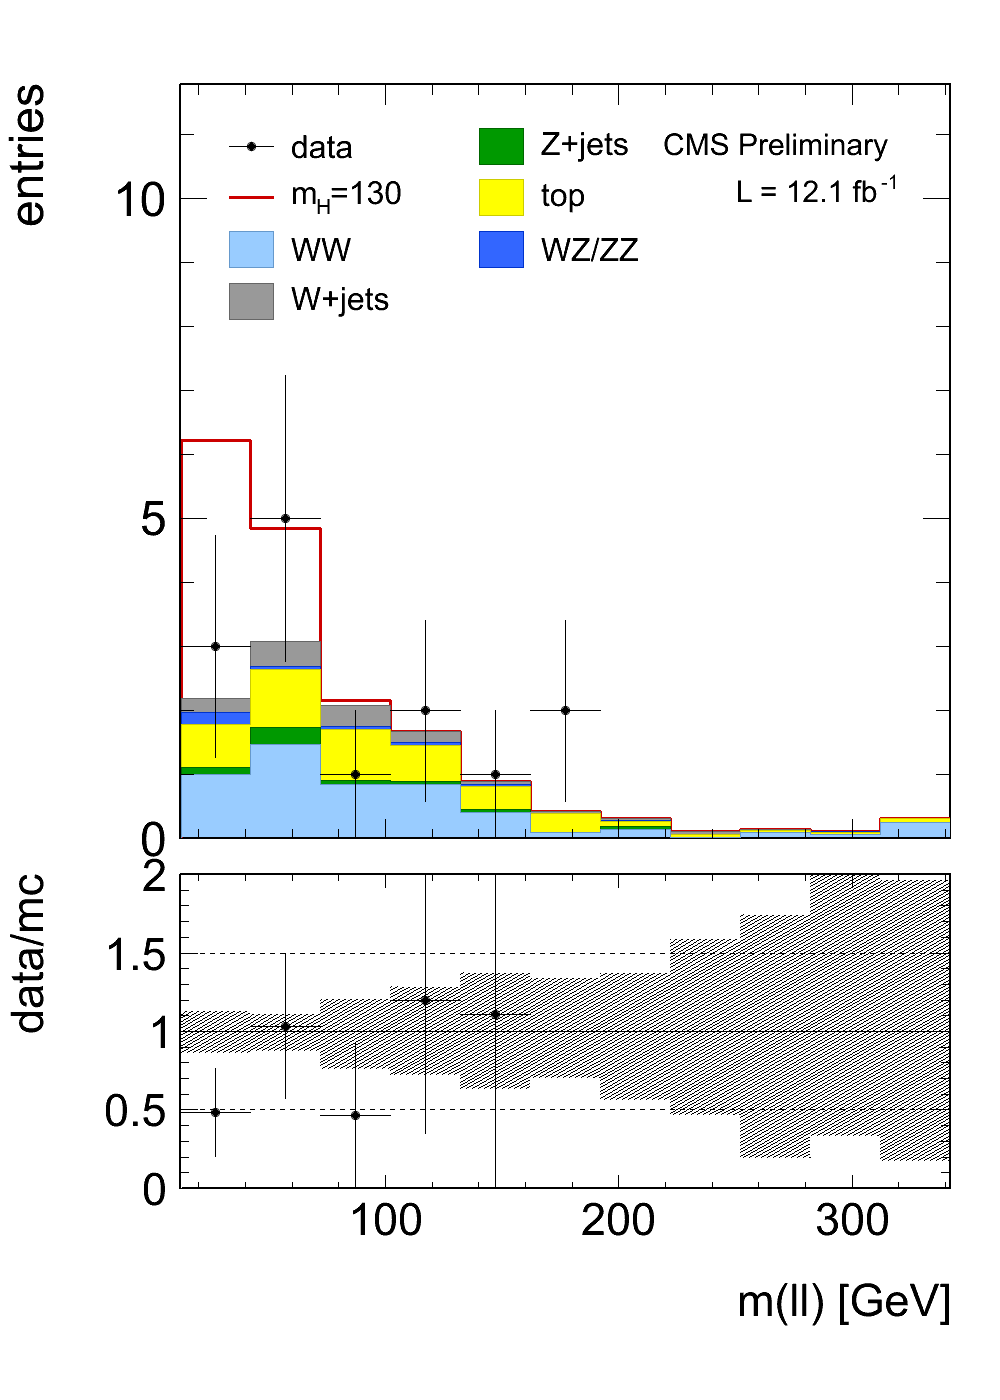 entries
10
5
0
data
mH=130
WW
W+jets
Z+jets
top
WZ/ZZ
CMS Preliminary
L = 12.1 fb-1
data/mc
2
1.5
1
0.5
0
100 200 300
m(ll) [GeV]